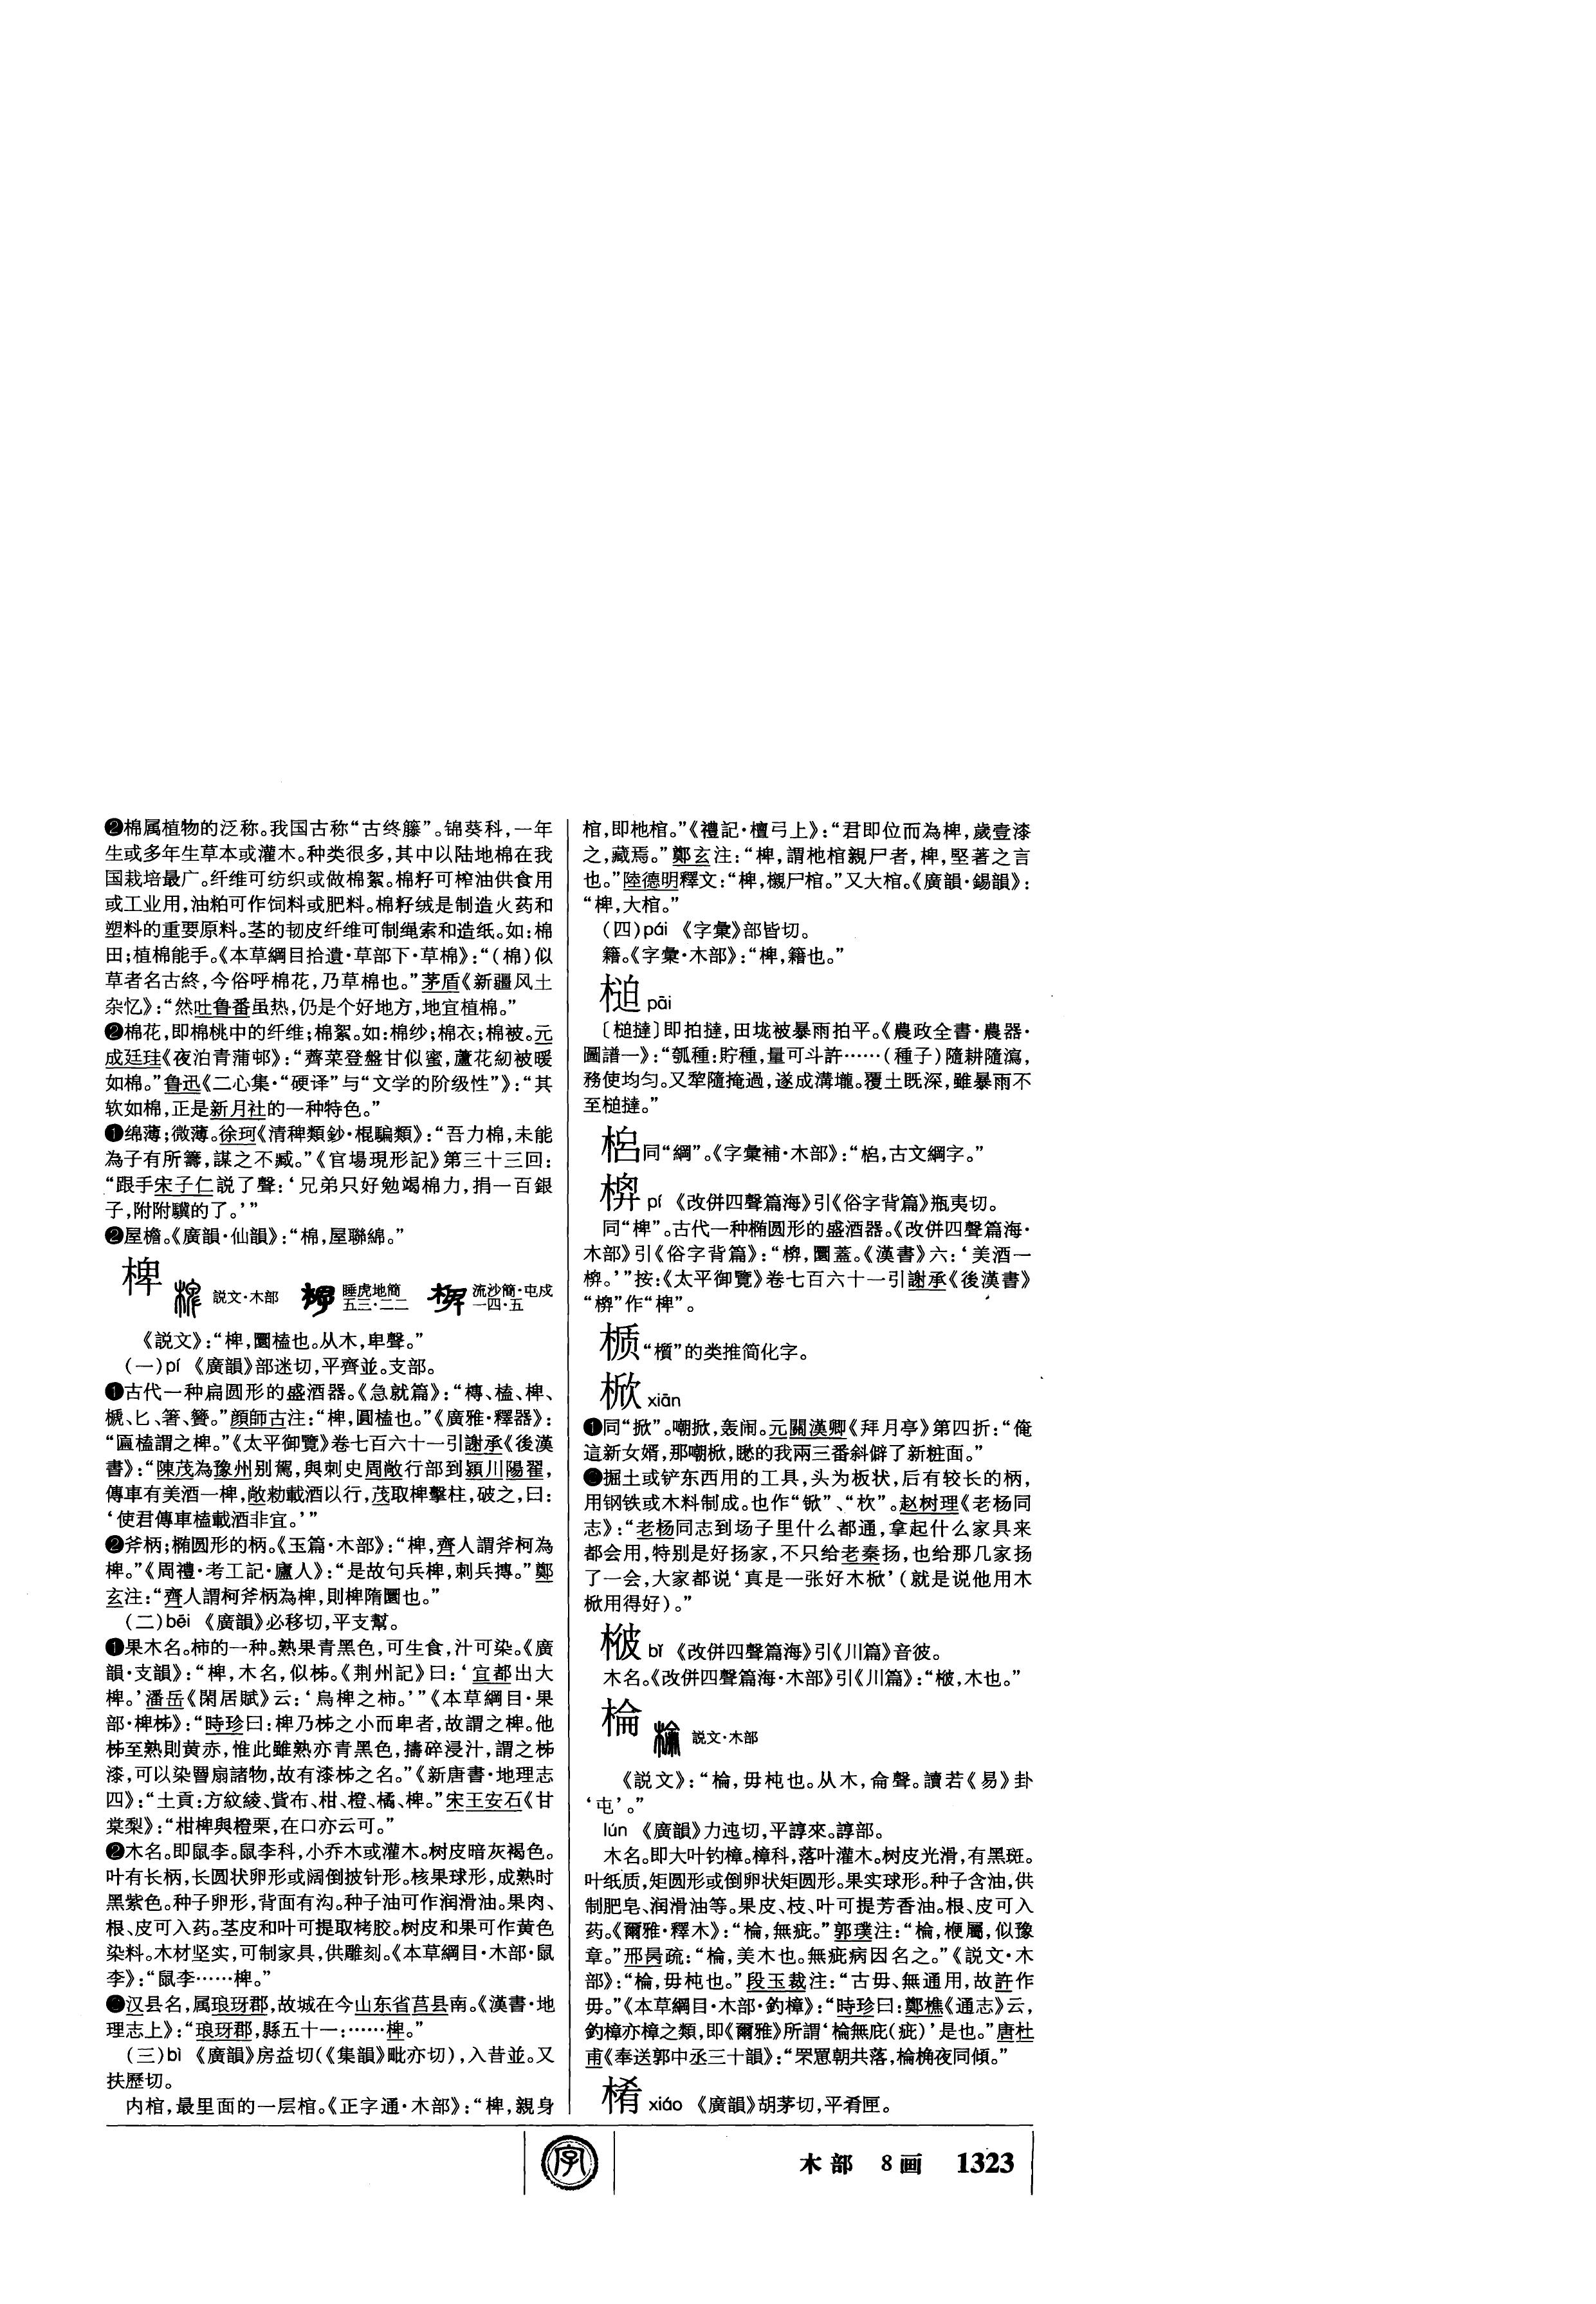 ❷棉属植物的泛称。我国古称“古终籐”。锦葵科，一年
生或多年生草本或灌木。种类很多，其中以陆地棉在我
国栽培最广。纤维可纺织或做棉絮。棉籽可榨油供食用
或工业用，油粕可作饲料或肥料。棉籽绒是制造火药和
塑料的重要原料。茎的韧皮纤维可制绳索和造纸。如：棉
田；植棉能手。《本草綱目拾遺·草部下·草棉》：“（棉）似
草者名古終，今俗呼棉花，乃草棉也。”茅盾《新疆风土
杂忆》：“然吐鲁番虽热，仍是个好地方，地宜植棉。”
❷棉花，即棉桃中的纤维；棉絮。如：棉纱；棉衣；棉被。元
成廷珪《夜泊青蒲邨》：“薺菜登盤甘似蜜，蘆花紉被暖
如棉。”鲁迅《二心集·“硬译”与“文学的阶级性”》：“其
软如棉，正是新月社的一种特色。”
❶绵薄；微薄。徐珂《清稗類鈔·棍騙類》：“吾力棉，未能
為子有所籌，謀之不臧。”《官場現形記》第三十三回：
“跟手宋子仁説了聲：‘兄弟只好勉竭棉力，捐一百銀
子，附附驥的了。’”
❷屋檐。《廣韻·仙韻》：“棉，屋聯綿。”
椑 説文·木部 睡虎地簡五三·二二 流沙簡·屯戍一四·五
《説文》：“椑，圜榼也。从木，卑聲。”
（一）pí 《廣韻》部迷切，平齊並。支部。
❶古代一种扁圆形的盛酒器。《急就篇》：“榑、榼、椑、
榹、匕、箸、籫。”顔師古注：“椑，圓榼也。”《廣雅·釋器》：
“匾榼謂之椑。”《太平御覽》卷七百六十一引謝承《後漢
書》：“陳茂為豫州别駕，與刺史周敞行部到潁川陽翟，
傳車有美酒一椑，敞勑載酒以行，茂取椑擊柱，破之，曰：
‘使君傳車榼載酒非宜。’”
❷斧柄；椭圆形的柄。《玉篇·木部》：“椑，齊人謂斧柯為
椑。”《周禮·考工記·廬人》：“是故句兵椑，刺兵摶。”鄭
玄注：“齊人謂柯斧柄為椑，則椑隋圜也。”
（二）bēi 《廣韻》必移切，平支幫。
❶果木名。柿的一种。熟果青黑色，可生食，汁可染。《廣
韻·支韻》：“椑，木名，似柹。《荆州記》曰：‘宜都出大
椑。’潘岳《閑居賦》云：‘烏椑之柿。’”《本草綱目·果
部·椑柹》：“時珍曰：椑乃柹之小而卑者，故謂之椑。他
柹至熟則黄赤，惟此雖熟亦青黑色，擣碎浸汁，謂之柹
漆，可以染罾扇諸物，故有漆柹之名。”《新唐書·地理志
四》：“土貢：方紋綾、貲布、柑、橙、橘、椑。”宋王安石《甘
棠梨》：“柑椑與橙栗，在口亦云可。”
❷木名。即鼠李。鼠李科，小乔木或灌木。树皮暗灰褐色。
叶有长柄，长圆状卵形或阔倒披针形。核果球形，成熟时
黑紫色。种子卵形，背面有沟。种子油可作润滑油。果肉、
根、皮可入药。茎皮和叶可提取栲胶。树皮和果可作黄色
染料。木材坚实，可制家具，供雕刻。《本草綱目·木部·鼠
李》：“鼠李……椑。”
❸汉县名，属琅玡郡，故城在今山东省莒县南。《漢書·地
理志上》：“琅玡郡，縣五十一：……椑。”
（三）bì 《廣韻》房益切（《集韻》毗亦切），入昔並。又
扶歷切。
内棺，最里面的一层棺。《正字通·木部》：“椑，親身
棺，即杝棺。”《禮記·檀弓上》：“君即位而為椑，歲壹漆
之，藏焉。”鄭玄注：“椑，謂杝棺親尸者，椑，堅著之言
也。”陸德明釋文：“椑，櫬尸棺。”又大棺。《廣韻·錫韻》：
“椑，大棺。”
（四）pái 《字彙》部皆切。
籍。《字彙·木部》：“椑，籍也。”
㯡 pāi
〔㯡撻〕即拍撻，田垅被暴雨拍平。《農政全書·農器·
圖譜一》：“瓠種：貯種，量可斗許……（種子）隨耕隨瀉，
務使均匀。又犂隨掩過，遂成溝壠。覆土既深，雖暴雨不
至㯡撻。”
同“綱”。《字彙補·木部》：“古文綱字。”
pí 《改併四聲篇海》引《俗字背篇》瓶夷切。
同“椑”。古代一种椭圆形的盛酒器。《改併四聲篇海·
木部》引《俗字背篇》：“圜蓋。《漢書》六：‘美酒一
。’”按：《太平御覽》卷七百六十一引謝承《後漢書》
作“椑”。
“櫍”的类推简化字。
杴 xiān
❶同“掀”。嘲掀，轰闹。元關漢卿《拜月亭》第四折：“俺
這新女婿，那嘲掀，瞅的我兩三番斜僻了新粧面。”
❷掘土或铲东西用的工具，头为板状，后有较长的柄，
用钢铁或木料制成。也作“锨”、“杴”。赵树理《老杨同
志》：“老杨同志到场子里什么都通，拿起什么家具来
都会用，特别是好扬家，不只给老秦扬，也给那几家扬
了一会，大家都说‘真是一张好木锨’（就是说他用木
锨用得好）。”
bǐ 《改併四聲篇海》引《川篇》音彼。
木名。《改併四聲篇海·木部》引《川篇》：“木也。”
棆 説文·木部
《説文》：“棆，毋杶也。从木，侖聲。讀若《易》卦
‘屯’。”
lún 《廣韻》力迍切，平諄來。諄部。
木名。即大叶钓樟。樟科，落叶灌木。树皮光滑，有黑斑。
叶纸质，矩圆形或倒卵状矩圆形。果实球形。种子含油，供
制肥皂、润滑油等。果皮、枝、叶可提芳香油。根、皮可入
药。《爾雅·釋木》：“棆，無疵。”郭璞注：“棆，楩屬，似豫
章。”邢昺疏：“棆，美木也。無疵病因名之。”《説文·木
部》：“棆，毋杶也。”段玉裁注：“古毋、無通用，故許作
毋。”《本草綱目·木部·釣樟》：“時珍曰：鄭樵《通志》云，
釣樟亦樟之類，即《爾雅》所謂‘棆無庇（疵）’是也。”唐杜
甫《奉送郭中丞三十韻》：“罘罳朝共落，棆桷夜同傾。”
㮁 xiáo 《廣韻》胡茅切，平肴匣。
字
木部 8画 1323